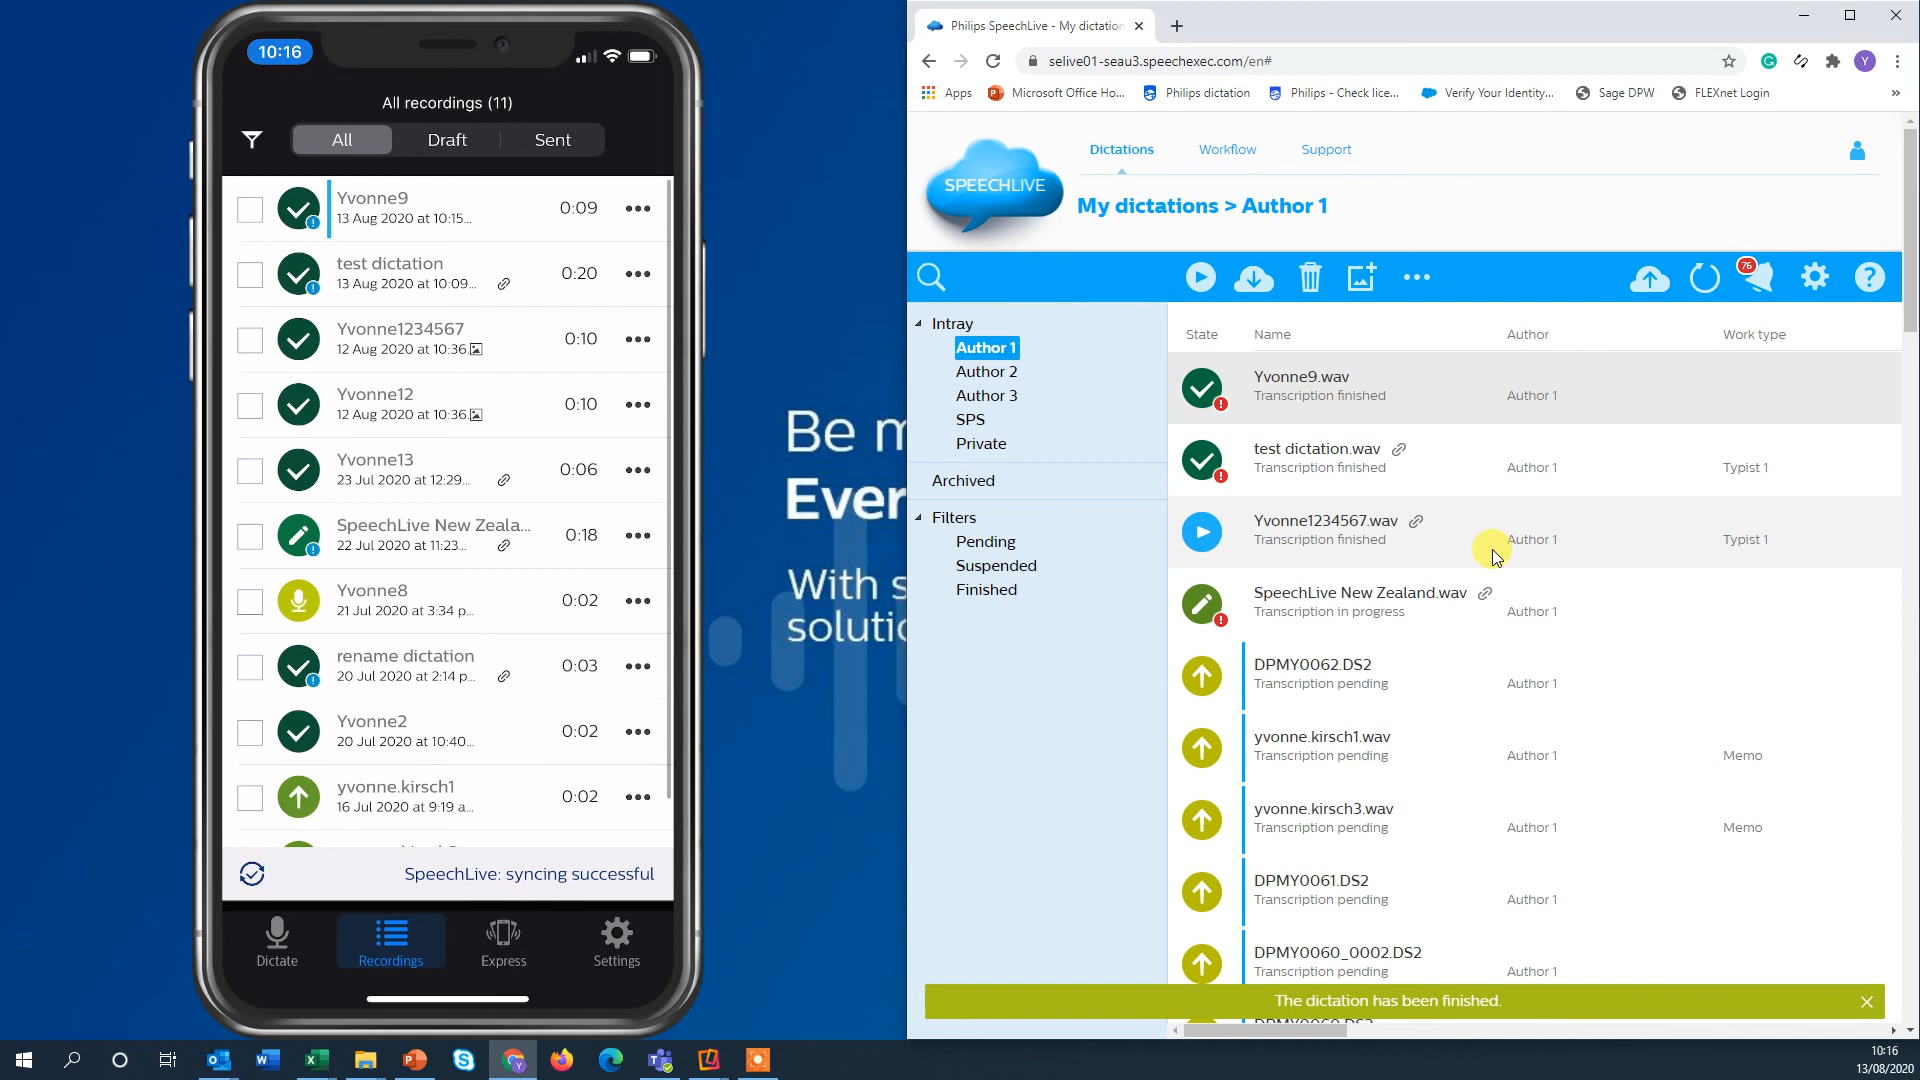 10:16
All recordings (11)
All
Draft
Sent
Yvonne9
13 Aug 2020 at 10:15...
0:09
test dictation
13 Aug 2020 at 10:09...
0:20
Yvonne1234567
12 Aug 2020 at 10:36.
0:10
Yvonne12
12 Aug 2020 at 10:36.
0:10
Yvonne13
23 Jul 2020 at 12:29...
0:06
SpeechLive New Zeala...
22 Jul 2020 at 11:23...
0:18
Yvonne8
21 Jul 2020 at 3:34 p...
0:02
rename dictation
20 Jul 2020 at 2:14 p...
0:03
Yvonne2
20 Jul 2020 at 10:40...
0:02
yvonne.kirsch1
16 Jul 2020 at 9:19 a...
0:02
SpeechLive: syncing successful
Dictate
Recordings
Express
Settings
Be m
Ever
With s
solutio
Philips SpeechLive - My dictation
selive01-seau3.speechexec.com/en#
Y
Apps
Microsoft Office Ho...
Philips dictation
Philips - Check lice...
Verify Your Identity...
Sage DPW
FLEXnet Login
»
SPEECHLIVE
Dictations
Workflow
Support
My dictations > Author 1
76
?
Intray
Author 1
Author 2
Author 3
SPS
Private
Archived
Filters
Pending
Suspended
Finished
State
Name
Author
Work type
Yvonne9.wav
Transcription finished
Author 1
test dictation.wav
Transcription finished
Author 1
Typist 1
Yvonne1234567.wav
Transcription finished
Author 1
Typist 1
SpeechLive New Zealand.wav
Transcription in progress
Author 1
DPMY0062.DS2
Transcription pending
Author 1
yvonne.kirsch1.wav
Transcription pending
Author 1
Memo
yvonne.kirsch3.wav
Transcription pending
Author 1
Memo
DPMY0061.DS2
Transcription pending
Author 1
DPMY0060_0002.DS2
Transcription pending
Author 1
The dictation has been finished.
10:16
13/08/2020